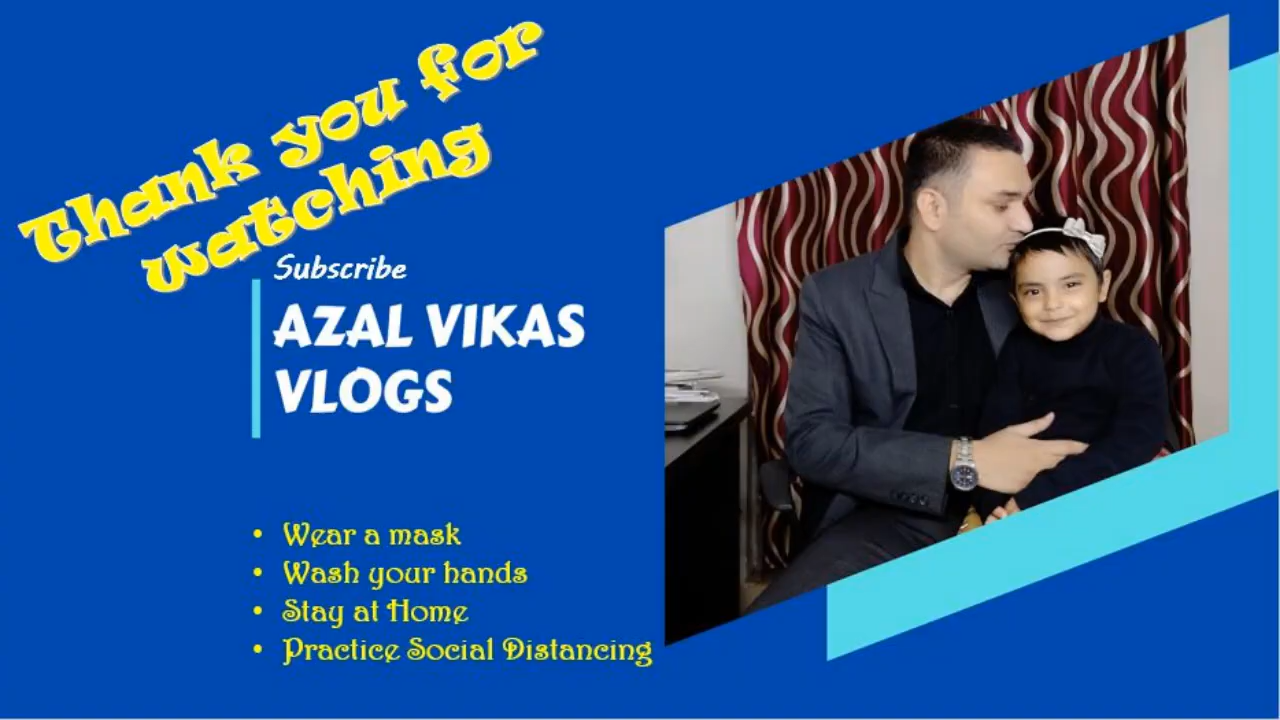 Thank you for
watching
Subscribe
AZAL VIKAS
VLOGS
• Wear a mask
• Wash your hands
• Stay at Home
• Practice Social Distancing